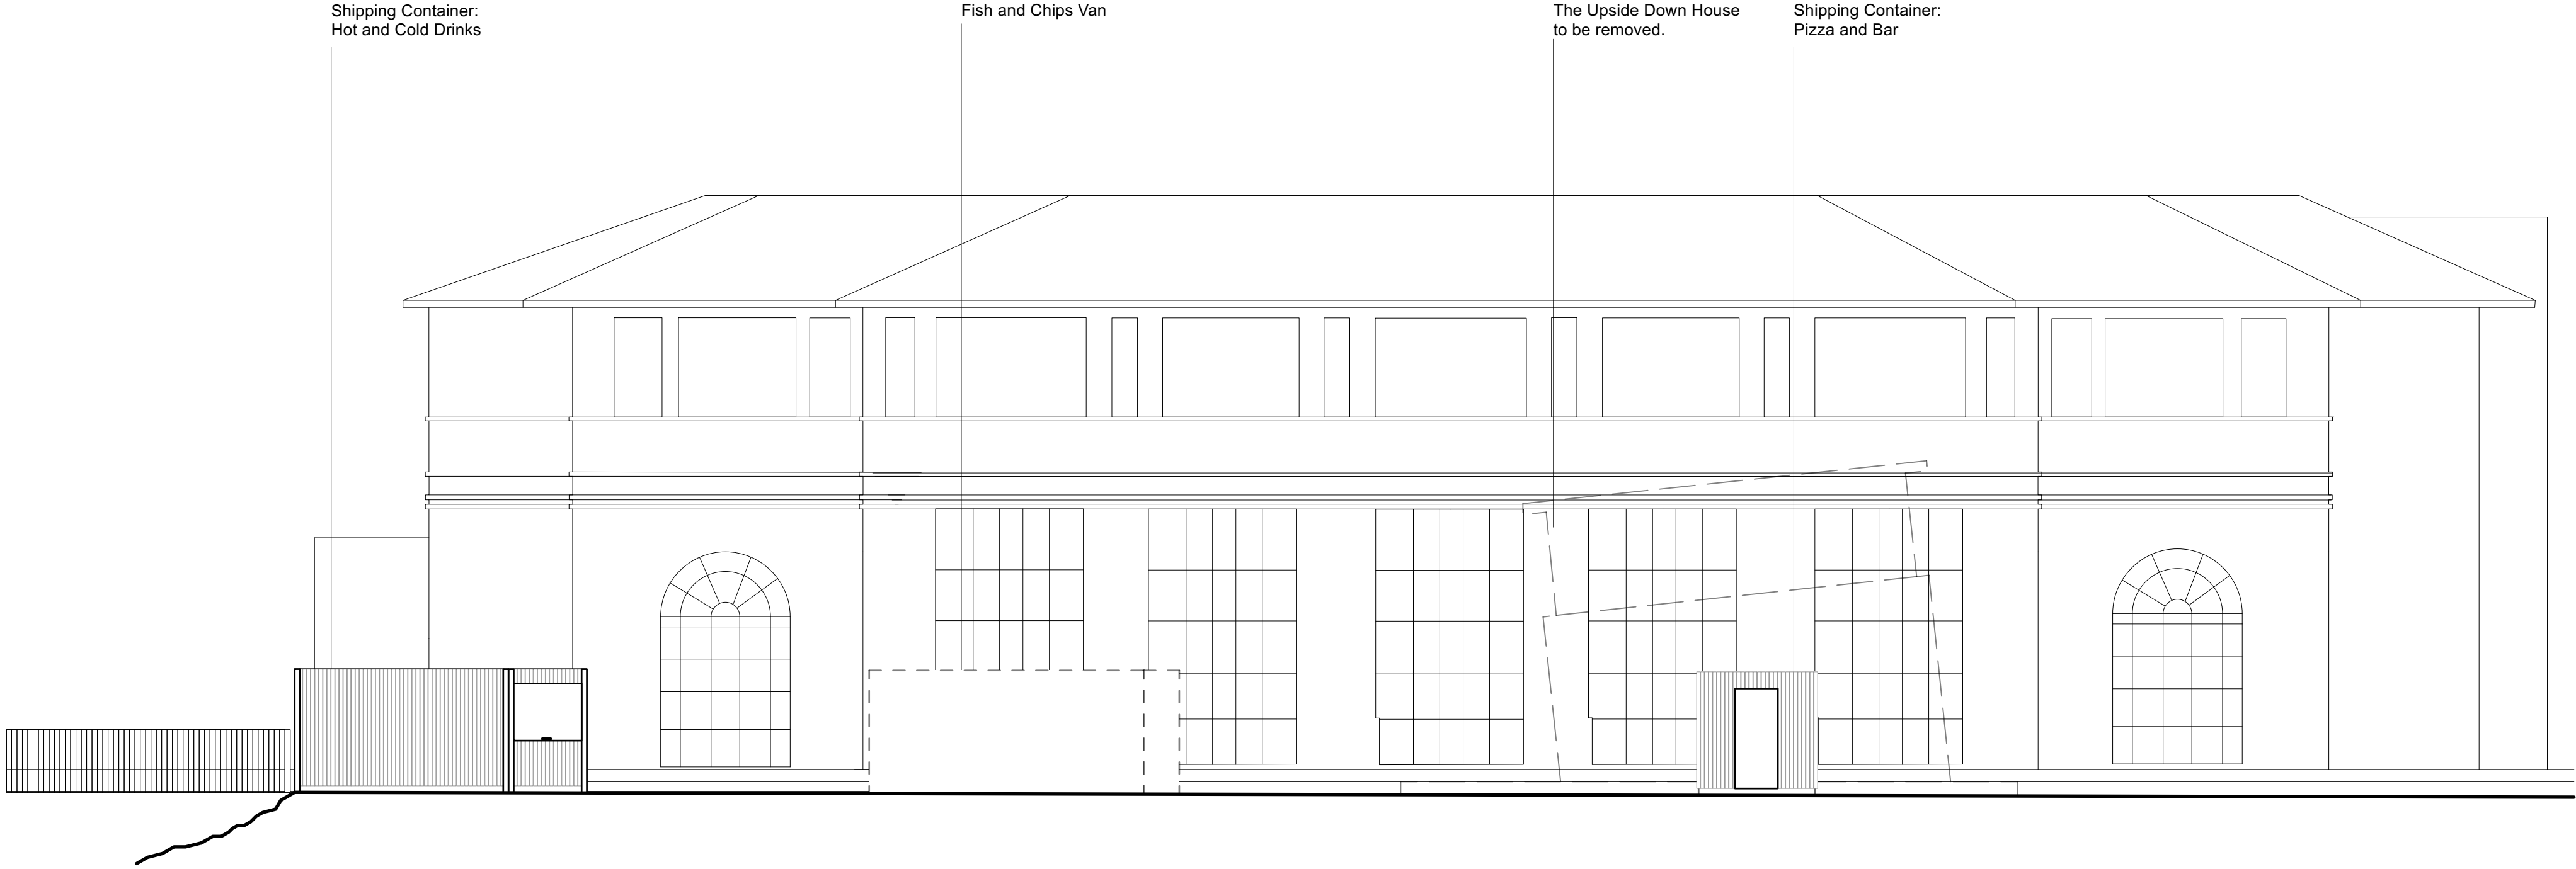 Shipping Container:
Hot and Cold Drinks
Fish and Chips Van
The Upside Down House
to be removed.
Shipping Container:
Pizza and Bar